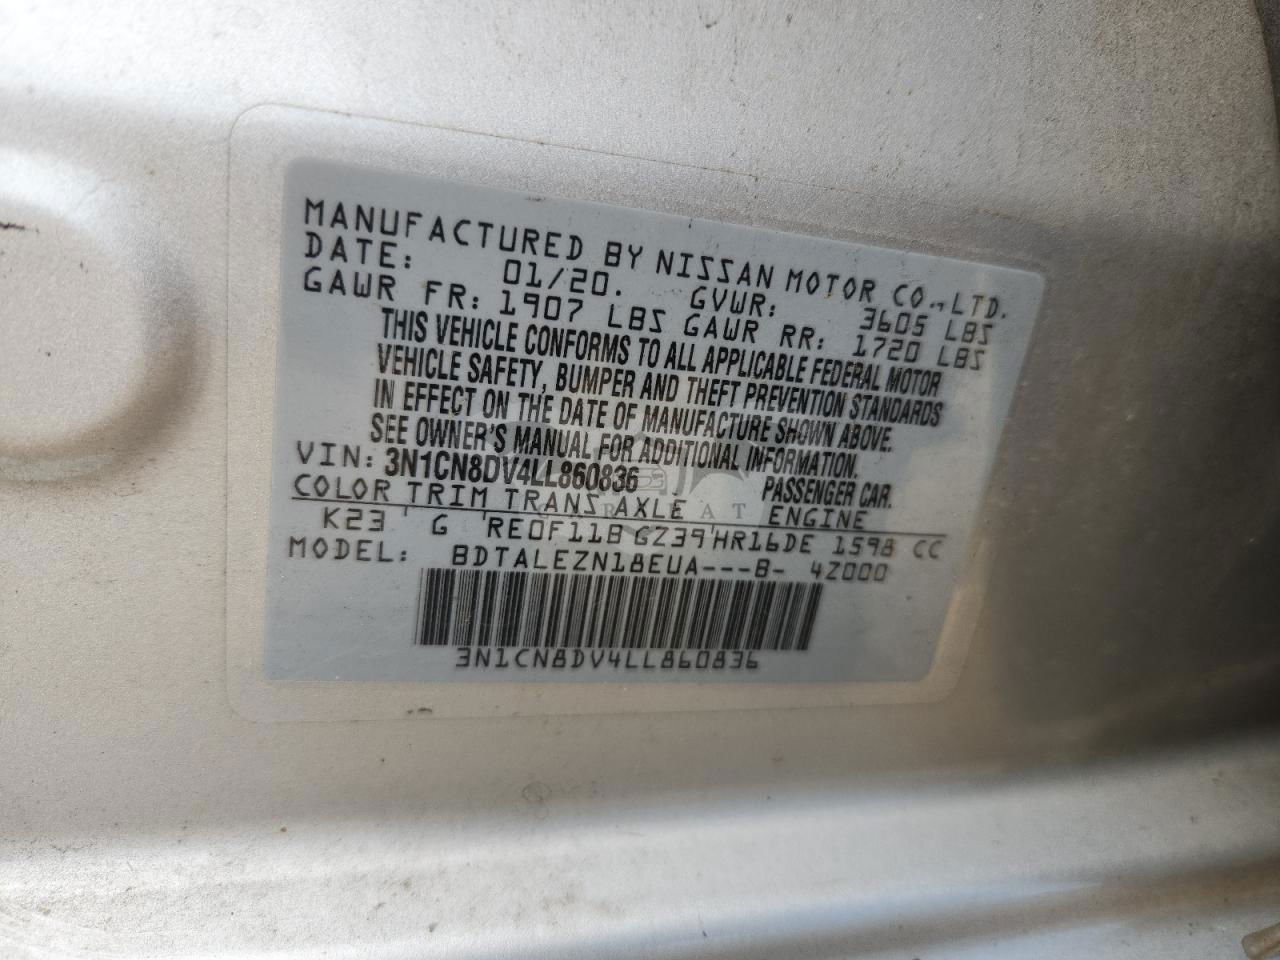 MANUFACTURED BY NISSAN MOTOR CO., LTD.
DATE: 01/20. GVWR: 3605 LBS
GAWR FR: 1907 LBS GAWR RR: 1720 LBS
THIS VEHICLE CONFORMS TO ALL APPLICABLE FEDERAL MOTOR
VEHICLE SAFETY, BUMPER AND THEFT PREVENTION STANDARDS
IN EFFECT ON THE DATE OF MANUFACTURE SHOWN ABOVE.
SEE OWNER'S MANUAL FOR ADDITIONAL INFORMATION.
VIN: 3N1CN8DV4LL860836 PASSENGER CAR.
COLOR TRIM TRANS AXLE ENGINE
K23 ' G 'RE0F11B GZ39'HR16DE 1598 CC
MODEL: BDTALEZN18EUA---B- 4Z000
3N1CN8DV4LL860836